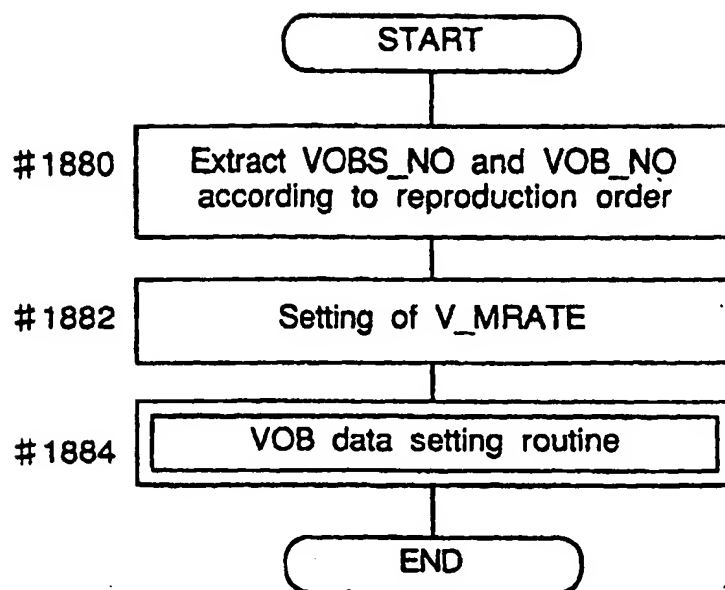 START
#1880
Extract VOBS_NO and VOB_NO
according to reproduction order
#1882
Setting of V_MRATE
#1884
VOB data setting routine
END